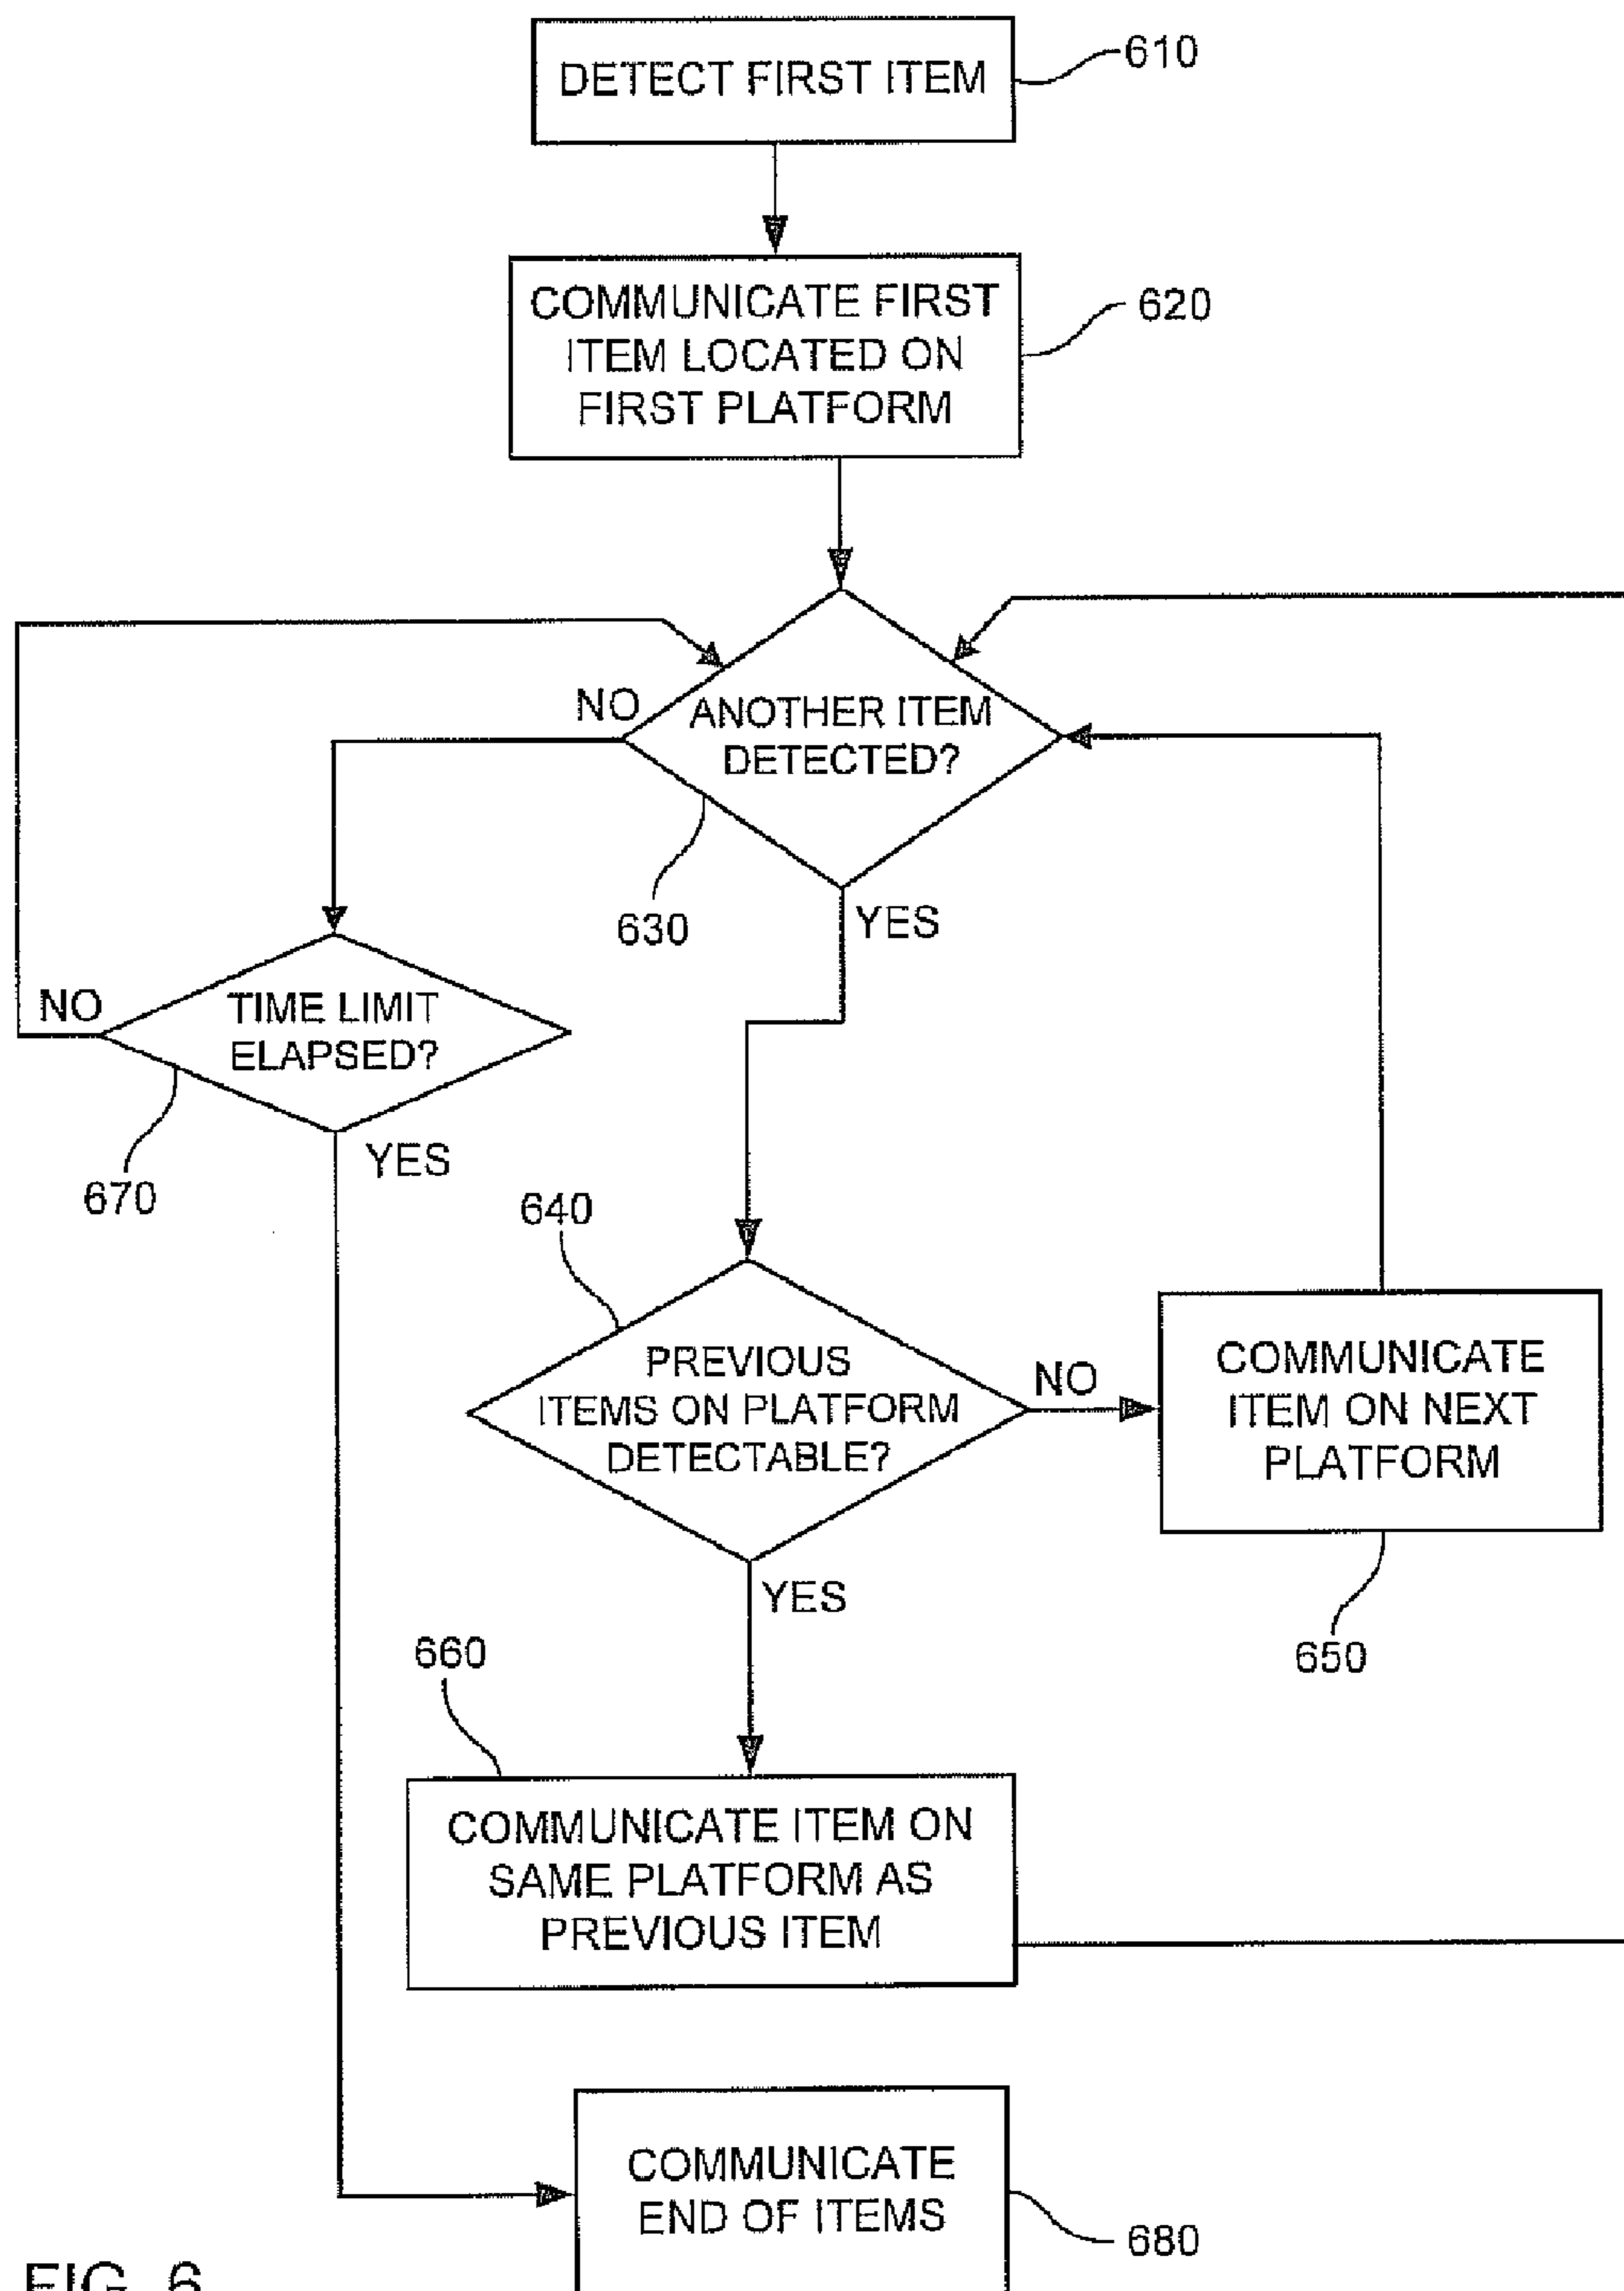 DETECT FIRST ITEM
610
COMMUNICATE FIRST
ITEM LOCATED ON
FIRST PLATFORM
620
NO
ANOTHER ITEM
DETECTED?
630
YES
NO
TIME LIMIT
ELAPSED?
670
YES
640
PREVIOUS
ITEMS ON PLATFORM
DETECTABLE?
NO
COMMUNICATE
ITEM ON NEXT
PLATFORM
650
YES
660
COMMUNICATE ITEM ON
SAME PLATFORM AS
PREVIOUS ITEM
COMMUNICATE
END OF ITEMS
680
FIG. 6